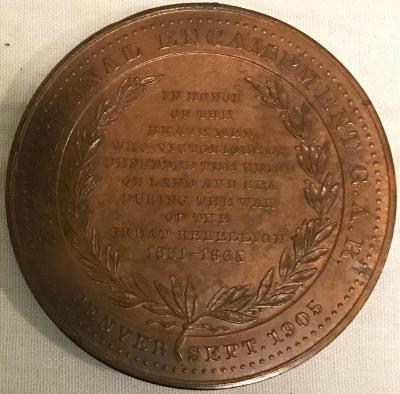 NATIONAL ENCAMPMENT G.A.R.
IN HONOR
OF THE
BRAVE MEN
WHO VICTORIOUSLY
DEFENDED THE UNION
ON LAND AND SEA
DURING THE WAR
OF THE
GREAT REBELLION
1861-1865
DENVER SEPT. 1905